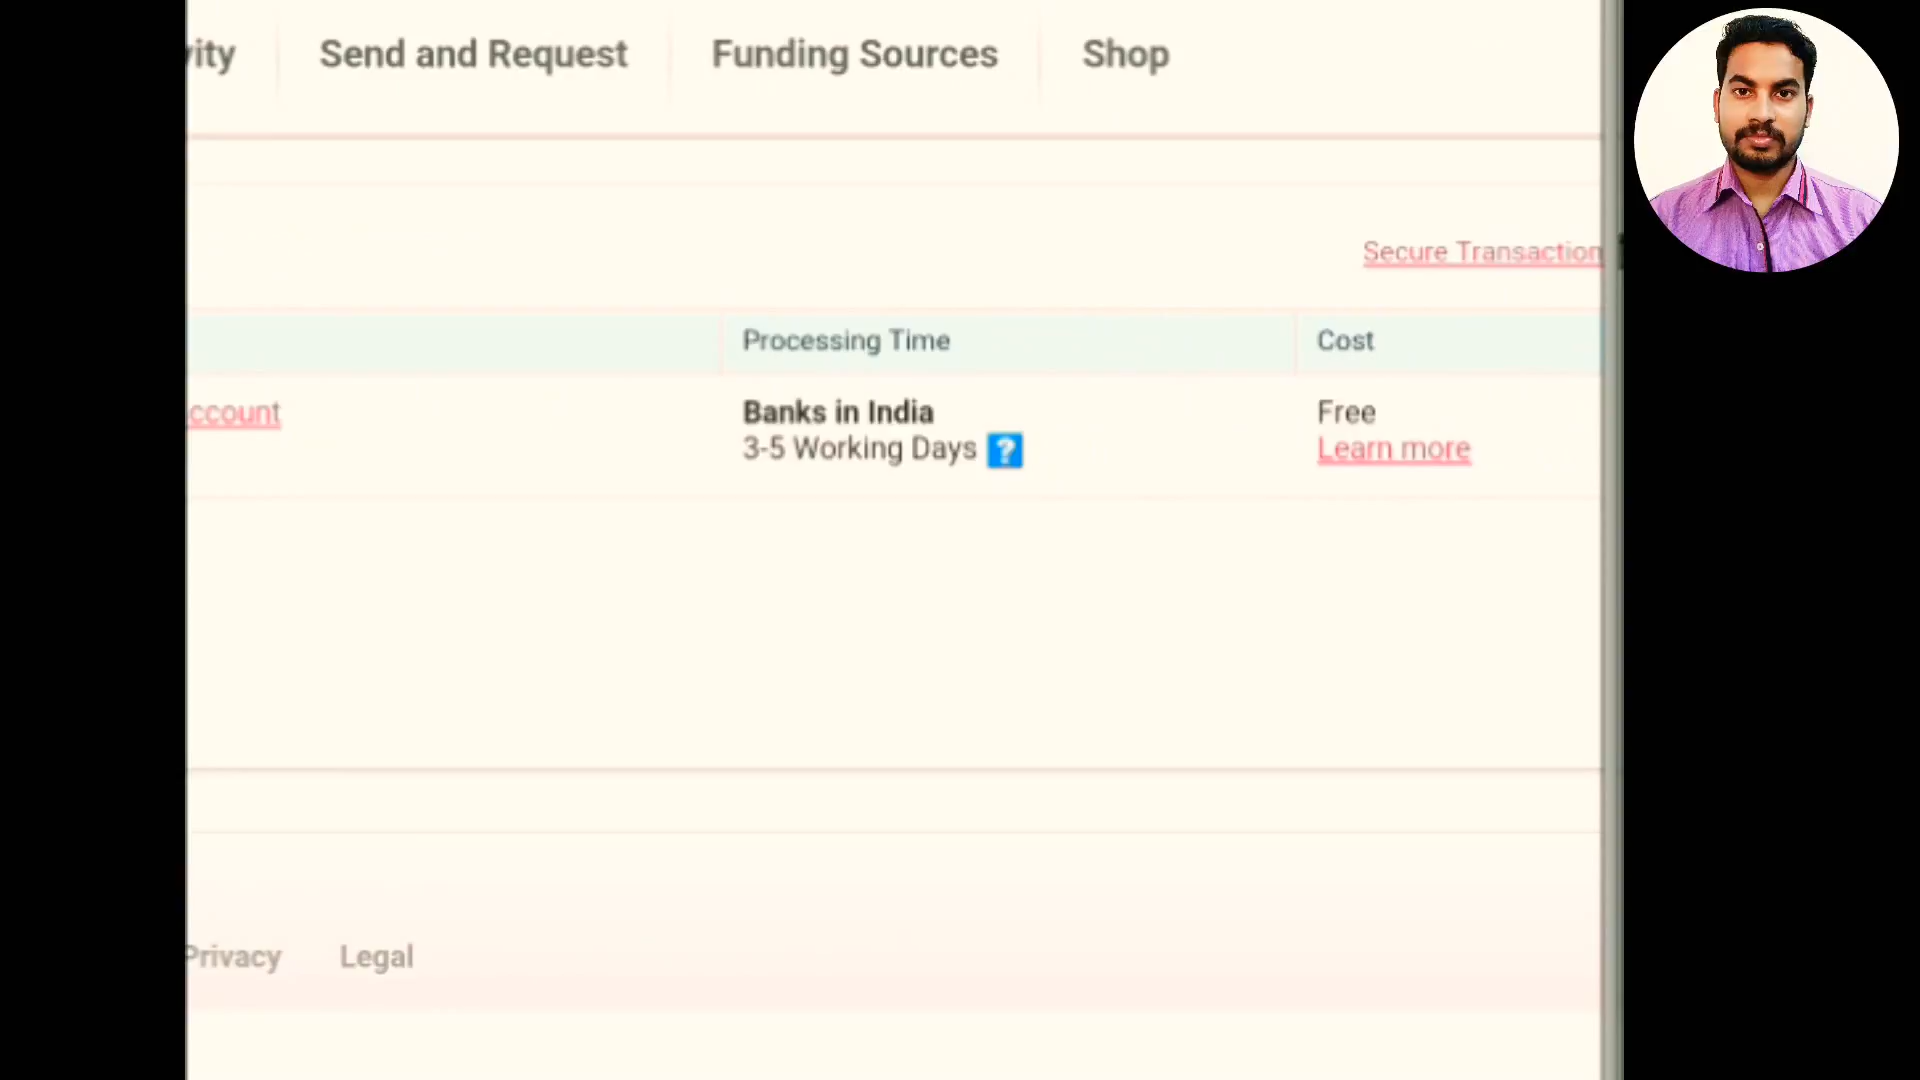 vity Send and Request Funding Sources Shop
Secure Transaction
Processing Time Cost
ccount Banks in India Free
3-5 Working Days ? Learn more
Privacy Legal